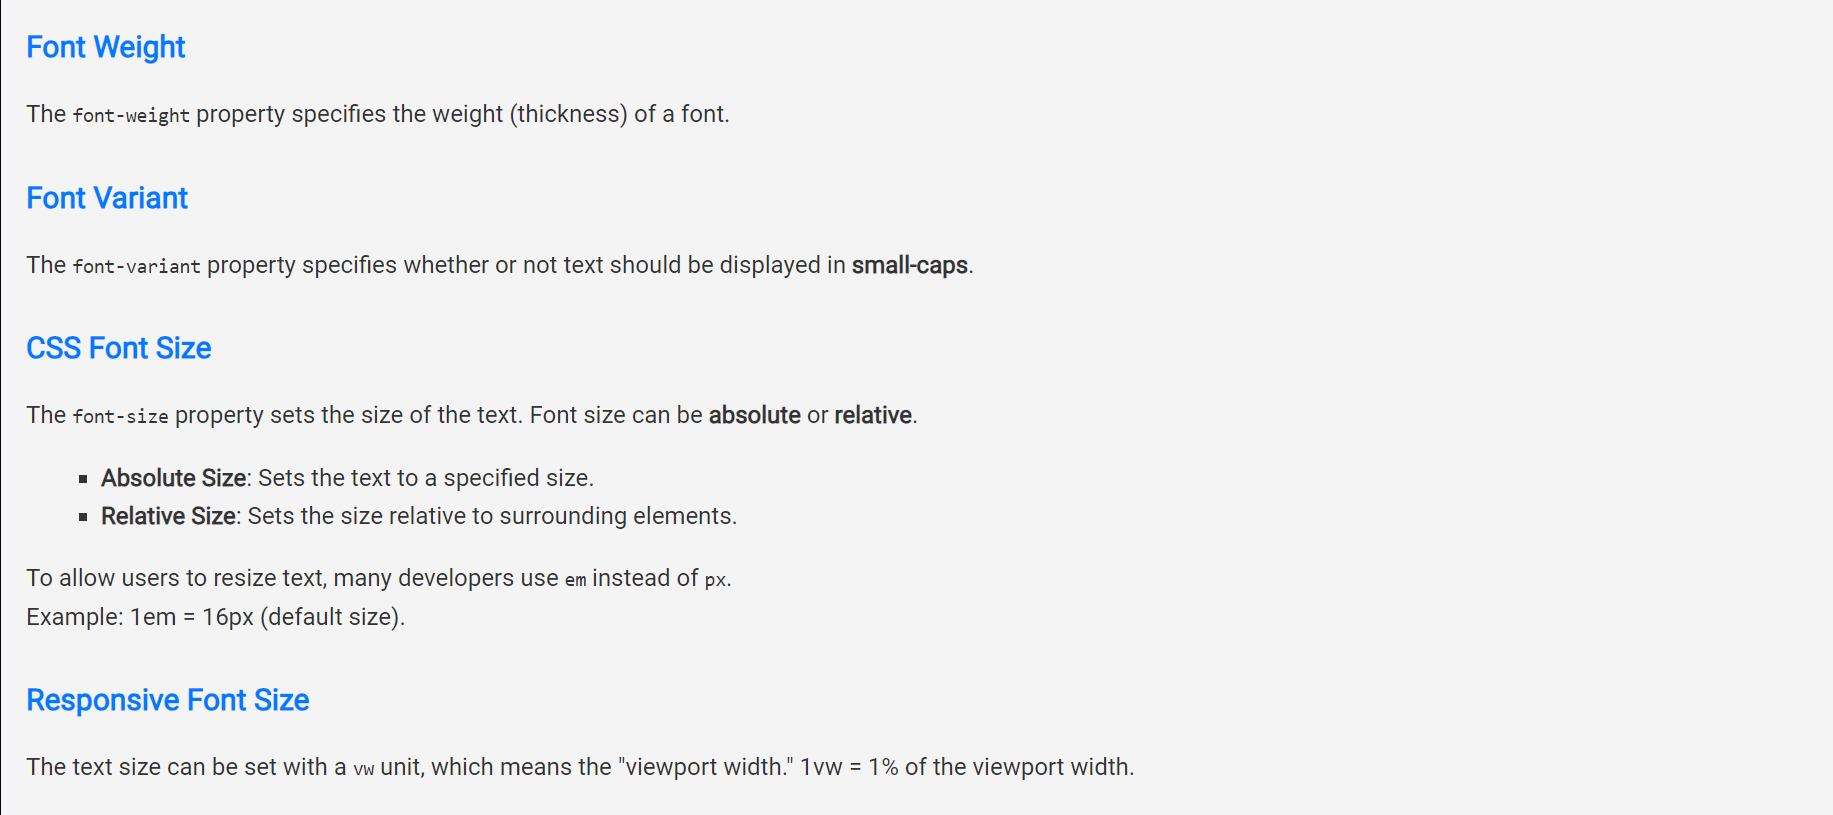 Font Weight
The font-weight property specifies the weight (thickness) of a font.
Font Variant
The font-variant property specifies whether or not text should be displayed in small-caps.
CSS Font Size
The font-size property sets the size of the text. Font size can be absolute or relative.
▪ Absolute Size: Sets the text to a specified size.
▪ Relative Size: Sets the size relative to surrounding elements.
To allow users to resize text, many developers use em instead of px.
Example: 1em = 16px (default size).
Responsive Font Size
The text size can be set with a vw unit, which means the "viewport width." 1vw = 1% of the viewport width.